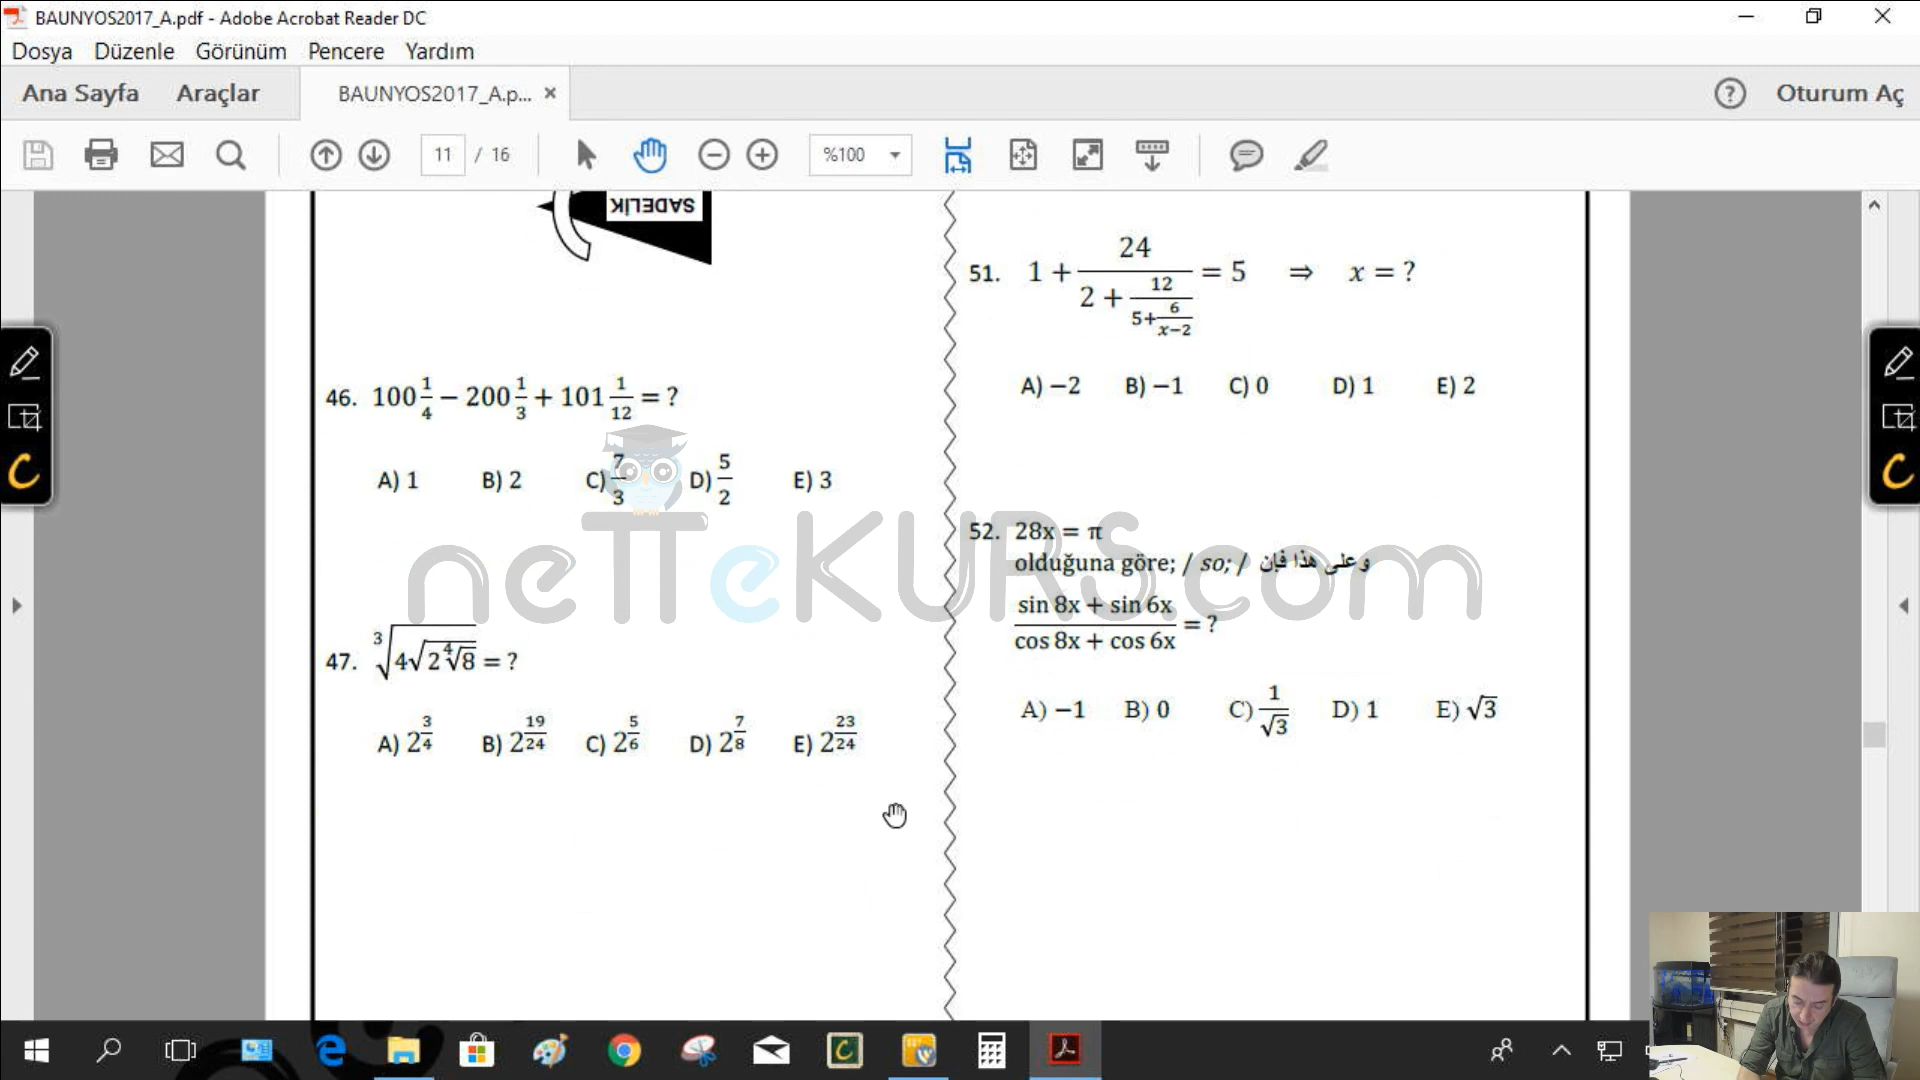 BAUNYOS2017_A.pdf - Adobe Acrobat Reader DC
Dosya Düzenle Görünüm Pencere Yardım
Ana Sayfa Araçlar BAUNYOS2017_A.p... × ? Oturum Aç
11 / 16 %100
SADELİK
46. 100 1/4 − 200 1/3 + 101 1/12 = ?
A) 1 B) 2 C) 7/3 D) 5/2 E) 3
47. ∛(4√(2∜8)) = ?
A) 2^(3/4) B) 2^(19/24) C) 2^(5/6) D) 2^(7/8) E) 2^(23/24)
51. 1 + 24/(2 + 12/(5+6/(x−2))) = 5 ⇒ x = ?
A) −2 B) −1 C) 0 D) 1 E) 2
52. 28x = π
olduğuna göre; / so; / وعلى هذا فإن
(sin 8x + sin 6x)/(cos 8x + cos 6x) = ?
A) −1 B) 0 C) 1/√3 D) 1 E) √3
neTTeKURS.com